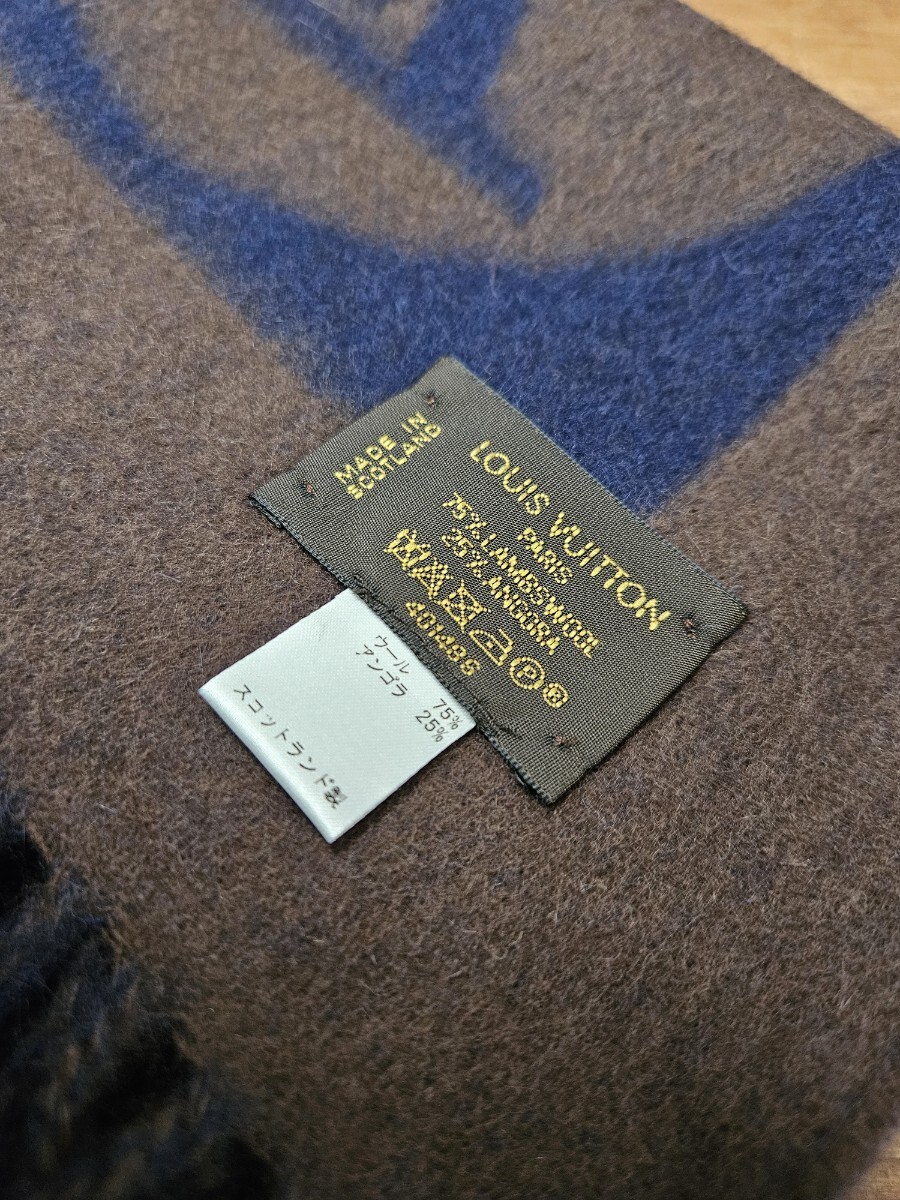 MADE IN
SCOTLAND
LOUIS VUITTON
PARIS
75% LAMBSWOOL
25% ANGORA
40148S
ウール 75%
アンゴラ 25%
スコットランド製